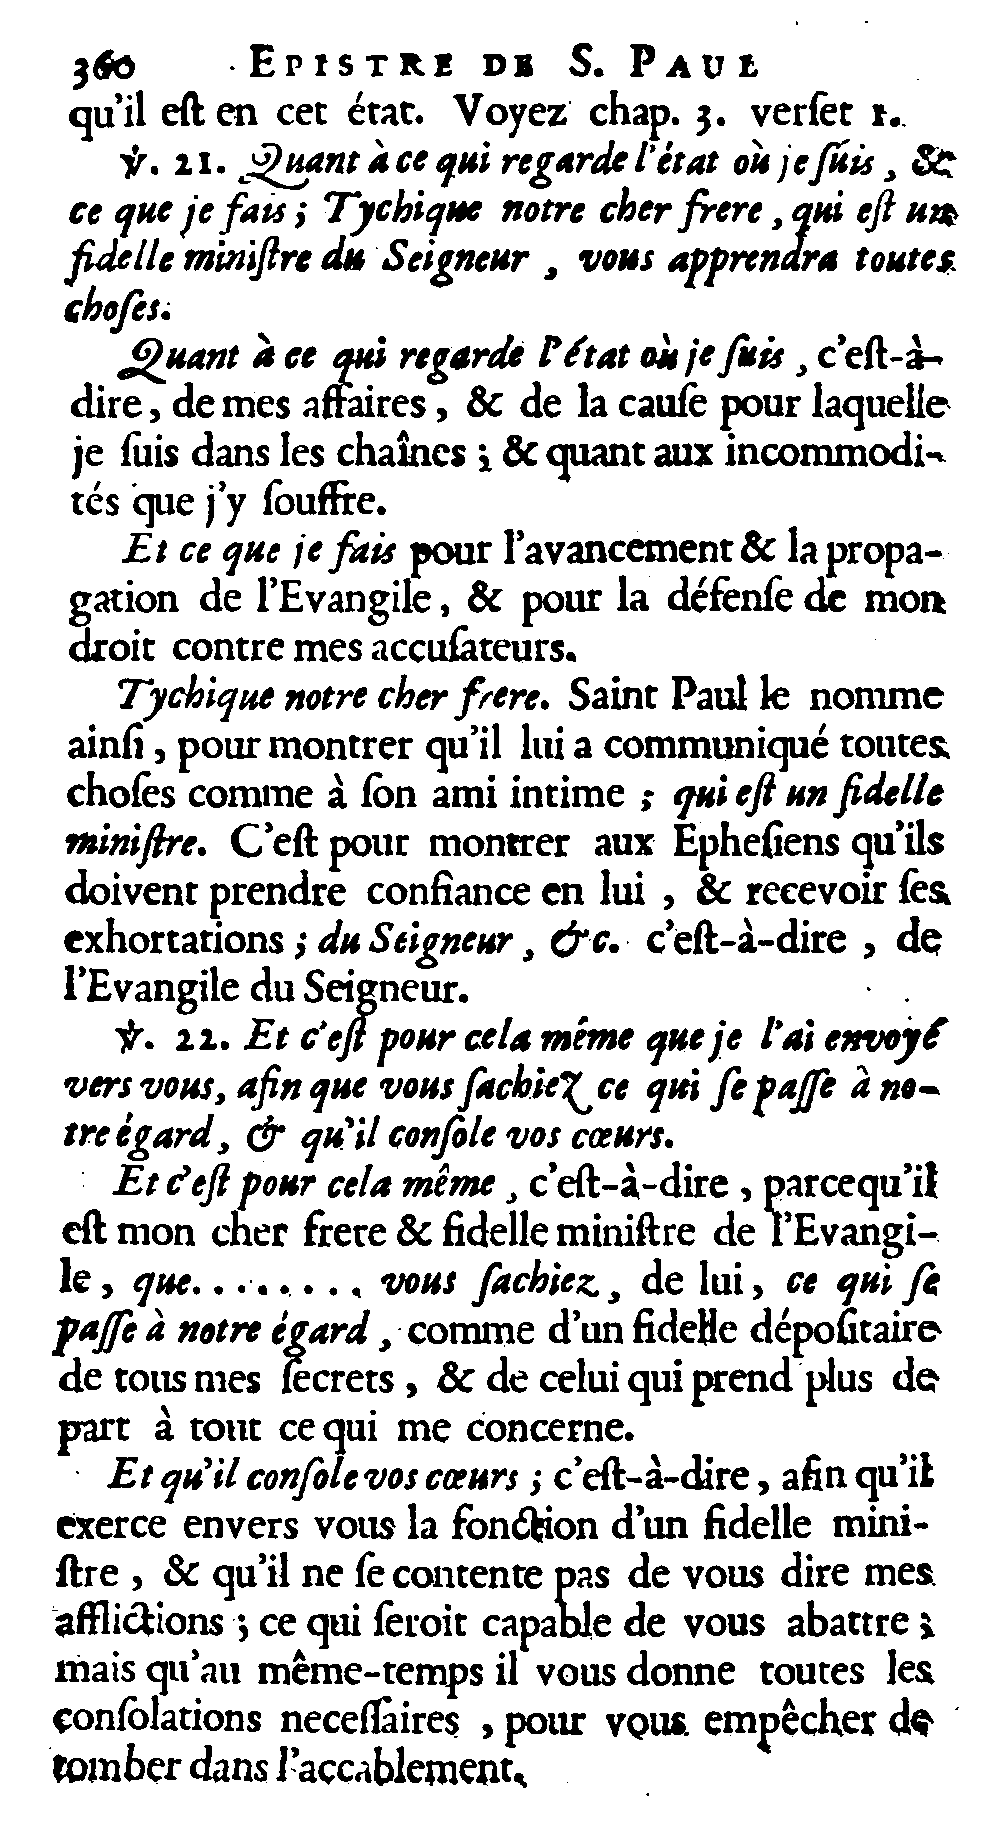 360 EPISTRE DE S. PAUL
qu'il eſt en cet état. Voyez chap. 3. verſet 1.
℣. 21. Quant à ce qui regarde l'état où je ſuis, &
ce que je fais; Tychique notre cher frere, qui eſt un
fidelle miniſtre du Seigneur, vous apprendra toutes
choſes.
Quant à ce qui regarde l'état où je ſuis, c'eſt-à-
dire, de mes affaires, & de la cauſe pour laquelle
je ſuis dans les chaînes; & quant aux incommodi-
tés que j'y ſouffre.
Et ce que je fais pour l'avancement & la propa-
gation de l'Evangile, & pour la défenſe de mon
droit contre mes accuſateurs.
Tychique notre cher frere. Saint Paul le nomme
ainſi, pour montrer qu'il lui a communiqué toutes
choſes comme à ſon ami intime; qui eſt un fidelle
miniſtre. C'eſt pour montrer aux Epheſiens qu'ils
doivent prendre confiance en lui, & recevoir ſes
exhortations; du Seigneur, &c. c'eſt-à-dire, de
l'Evangile du Seigneur.
℣. 22. Et c'eſt pour cela même que je l'ai envoyé
vers vous, afin que vous ſachiez ce qui ſe paſſe à no-
tre égard, & qu'il conſole vos cœurs.
Et c'eſt pour cela même, c'eſt-à-dire, parcequ'il
eſt mon cher frere & fidelle miniſtre de l'Evangi-
le, que........ vous ſachiez, de lui, ce qui ſe
paſſe à notre égard, comme d'un fidelle dépoſitaire
de tous mes ſecrets, & de celui qui prend plus de
part à tout ce qui me concerne.
Et qu'il conſole vos cœurs; c'eſt-à-dire, afin qu'il
exerce envers vous la fonction d'un fidelle mini-
ſtre, & qu'il ne ſe contente pas de vous dire mes
afflictions; ce qui ſeroit capable de vous abattre;
mais qu'au même-temps il vous donne toutes les
conſolations neceſſaires, pour vous empêcher de
tomber dans l'accablement.